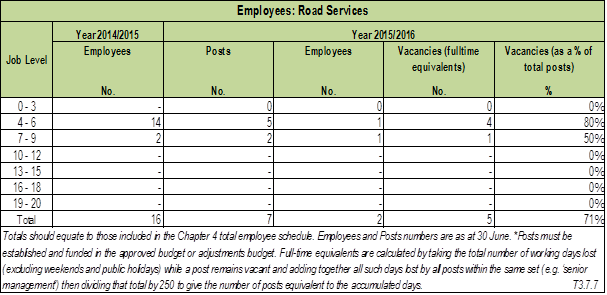 Employees: Road Services
Year 2014/2015 Year 2015/2016
Job Level Employees Posts Employees Vacancies (fulltime equivalents) Vacancies (as a % of total posts)
No. No. No. No. %
0 - 3 - 0 0 0 0%
4 - 6 14 5 1 4 80%
7 - 9 2 2 1 1 50%
10 - 12 - - - - 0%
13 - 15 - - - - 0%
16 - 18 - - - - 0%
19 - 20 - - - - 0%
Total 16 7 2 5 71%
Totals should equate to those included in the Chapter 4 total employee schedule. Employees and Posts numbers are as at 30 June. *Posts must be
established and funded in the approved budget or adjustments budget. Full-time equivalents are calculated by taking the total number of working days lost
(excluding weekends and public holidays) while a post remains vacant and adding together all such days lost by all posts within the same set (e.g. 'senior
management') then dividing that total by 250 to give the number of posts equivalent to the accumulated days. T3.7.7